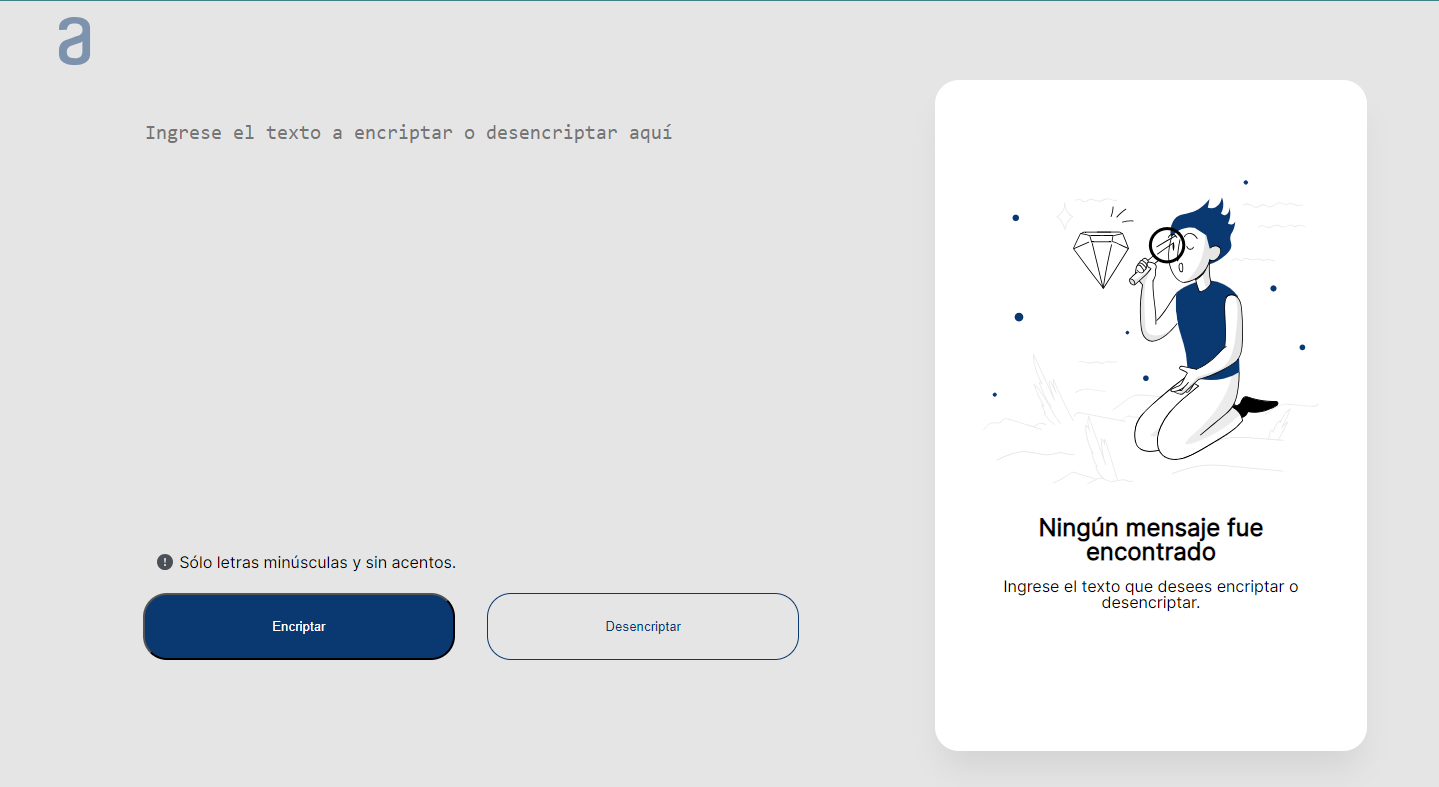 a
Ingrese el texto a encriptar o desencriptar aquí
Sólo letras minúsculas y sin acentos.
Encriptar
Desencriptar
Ningún mensaje fue
encontrado
Ingrese el texto que desees encriptar o
desencriptar.